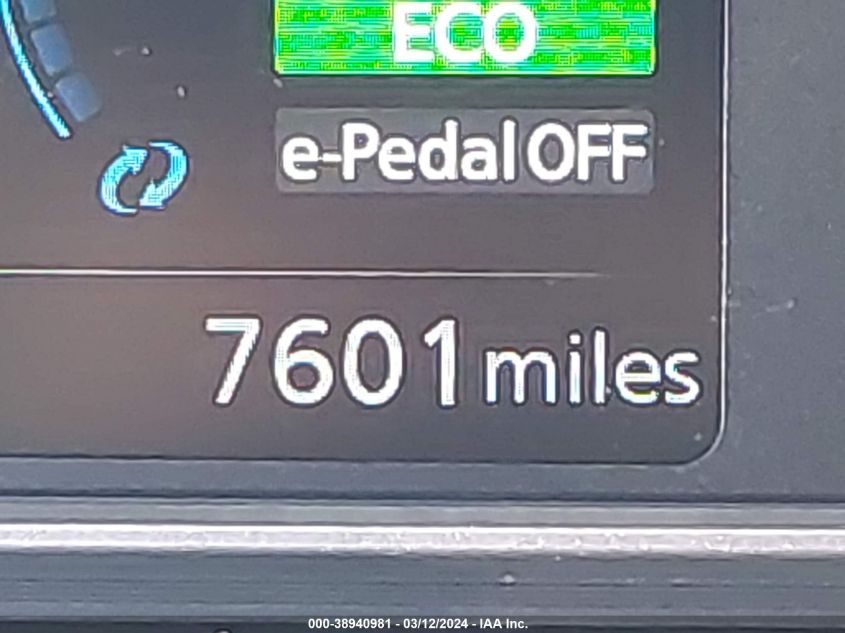 ECO
e-Pedal OFF
7601 miles
000-38940981 - 03/12/2024 - IAA Inc.